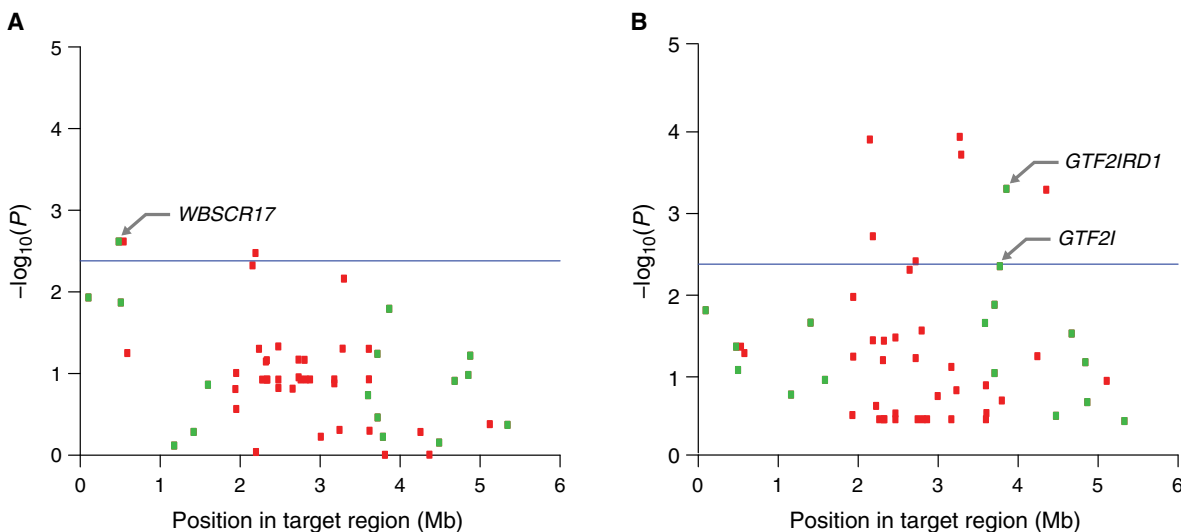 A
5
4
3
2
1
0
−log10(P)
WBSCR17
0 1 2 3 4 5 6
Position in target region (Mb)
B
5
4
3
2
1
0
−log10(P)
GTF2IRD1
GTF2I
0 1 2 3 4 5 6
Position in target region (Mb)